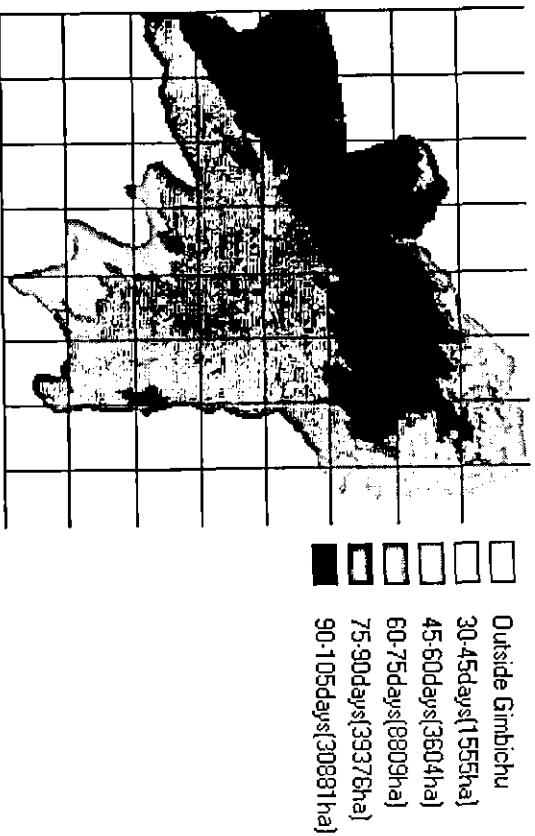 Outside Gimbichu
30-45days(1555ha)
45-60days(3604ha)
60-75days(8809ha)
75-90days(39376ha)
90-105days(30881ha)